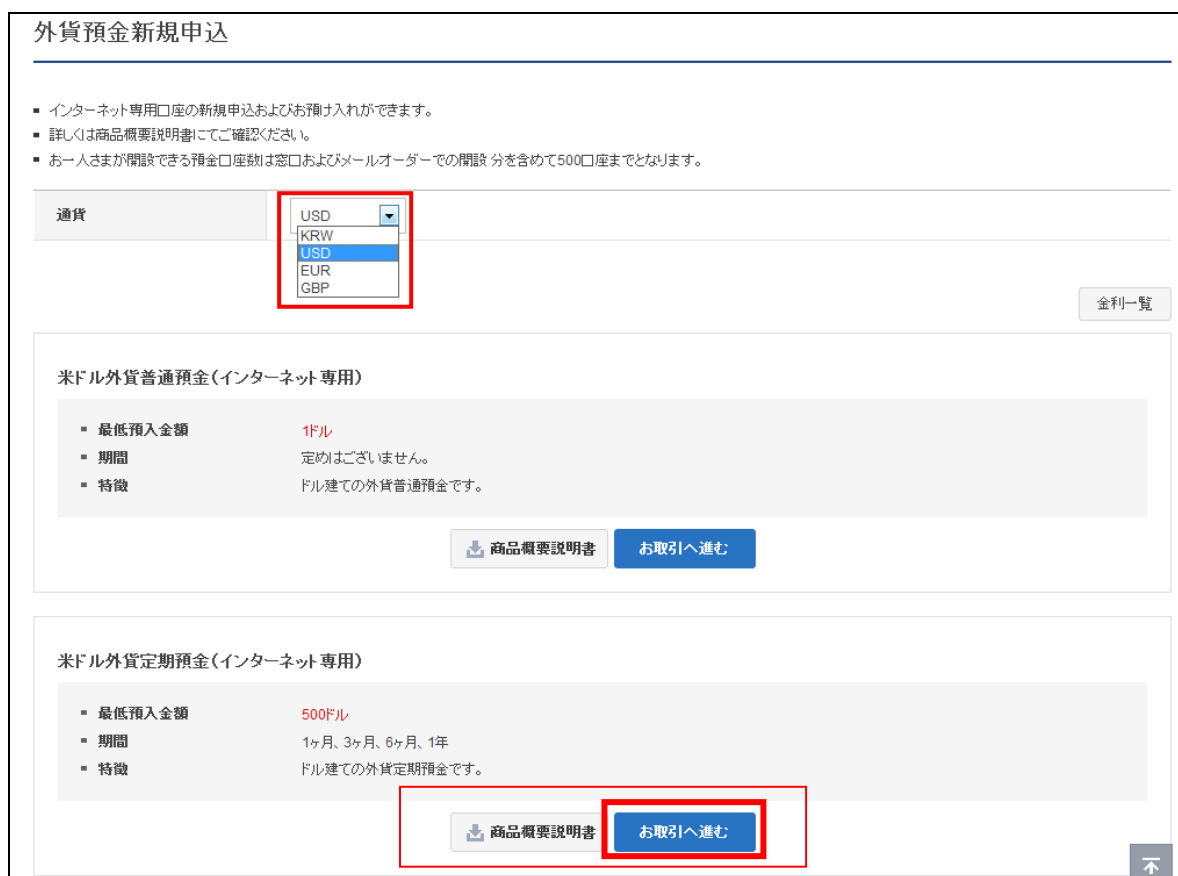 外貨預金新規申込
インターネット専用口座の新規申込およびお預け入れができます。
詳しくは商品概要説明書にてご確認ください。
お一人さまが開設できる預金口座数は窓口およびメールオーダーでの開設分を含めて500口座までとなります。
通貨
USD
KRW
USD
EUR
GBP
金利一覧
米ドル外貨普通預金(インターネット専用)
最低預入金額 1ドル
期間 定めはございません。
特徴 ドル建ての外貨普通預金です。
商品概要説明書 お取引へ進む
米ドル外貨定期預金(インターネット専用)
最低預入金額 500ドル
期間 1ヶ月、3ヶ月、6ヶ月、1年
特徴 ドル建ての外貨定期預金です。
商品概要説明書 お取引へ進む